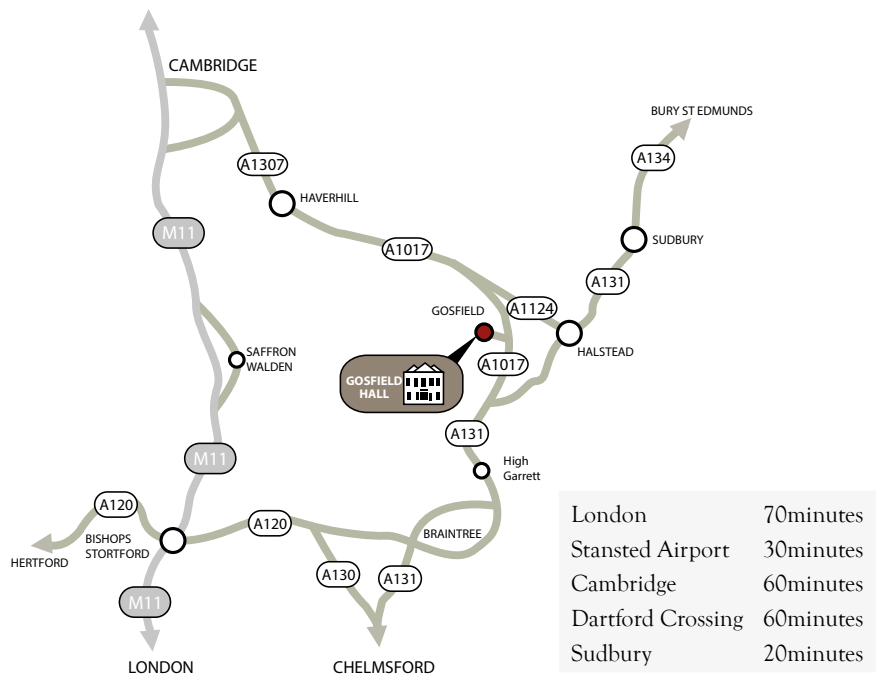 CAMBRIDGE
BURY ST EDMUNDS
A134
A1307
HAVERHILL
M11
SUDBURY
A1017
A131
A1124
GOSFIELD
HALSTEAD
SAFFRON
WALDEN
A1017
GOSFIELD
HALL
A131
M11
High
Garrett
A120
A120
BRAINTREE
BISHOPS
STORTFORD
HERTFORD
A130
A131
M11
LONDON
CHELMSFORD
London 70minutes
Stansted Airport 30minutes
Cambridge 60minutes
Dartford Crossing 60minutes
Sudbury 20minutes